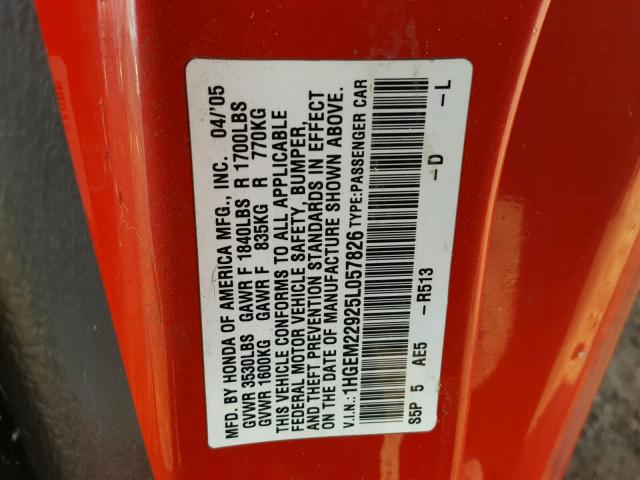 MFD. BY HONDA OF AMERICA MFG., INC. 04/'05
GVWR 3530LBS GAWR F 1840LBS R 1700LBS
GVWR 1600KG GAWR F 835KG R 770KG
THIS VEHICLE CONFORMS TO ALL APPLICABLE
FEDERAL MOTOR VEHICLE SAFETY, BUMPER,
AND THEFT PREVENTION STANDARDS IN EFFECT
ON THE DATE OF MANUFACTURE SHOWN ABOVE.
V.I.N.: 1HGEM22925L057826 TYPE:PASSENGER CAR
S5P 5 AE5 – R513 – D – L